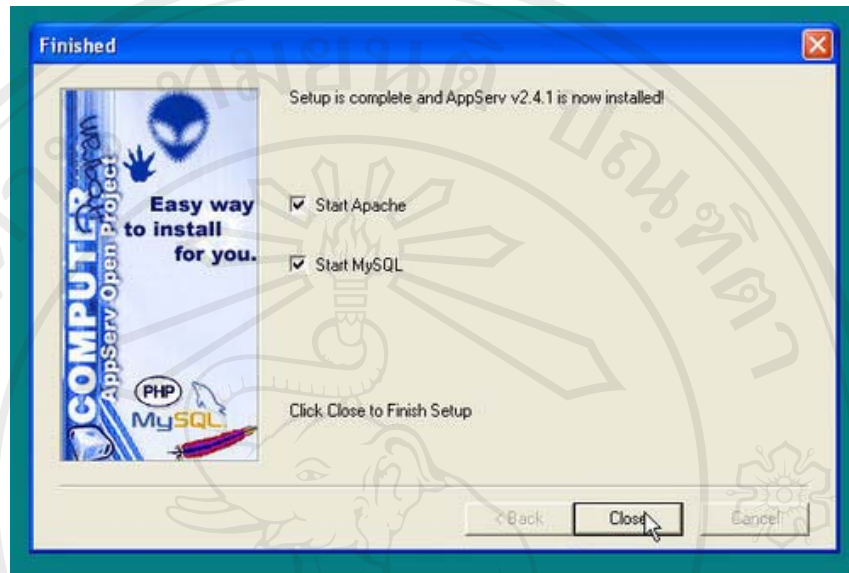 Finished
Setup is complete and AppServ v2.4.1 is now installed!
COMPUTER
program
AppServ Open Project
Easy way
to install
for you.
Start Apache
Start MySQL
PHP
MySQL
Click Close to Finish Setup
< Back
Close
Cancel